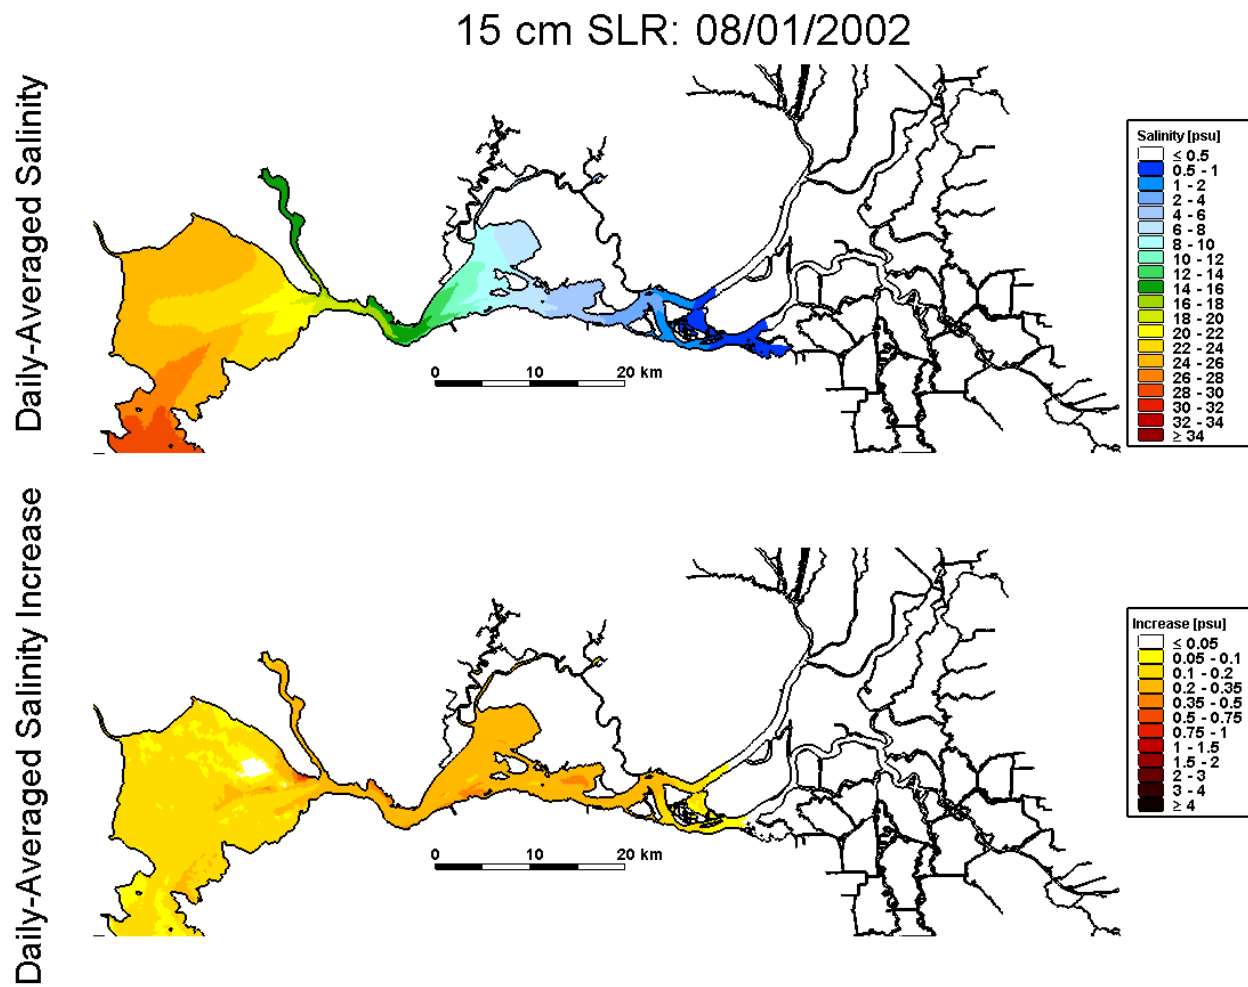 15 cm SLR: 08/01/2002
Daily-Averaged Salinity
Salinity [psu]
≤ 0.5
0.5 - 1
1 - 2
2 - 4
4 - 6
6 - 8
8 - 10
10 - 12
12 - 14
14 - 16
16 - 18
18 - 20
20 - 22
22 - 24
24 - 26
26 - 28
28 - 30
30 - 32
32 - 34
≥ 34
0 10 20 km
Daily-Averaged Salinity Increase
Increase [psu]
≤ 0.05
0.05 - 0.1
0.1 - 0.2
0.2 - 0.35
0.35 - 0.5
0.5 - 0.75
0.75 - 1
1 - 1.5
1.5 - 2
2 - 3
3 - 4
≥ 4
0 10 20 km